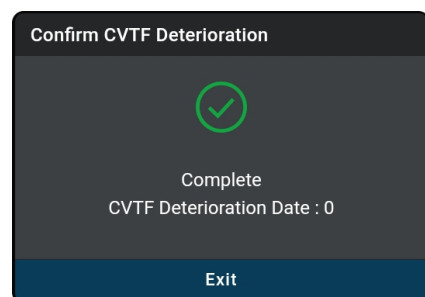 Confirm CVTF Deterioration
Complete
CVTF Deterioration Date : 0
Exit